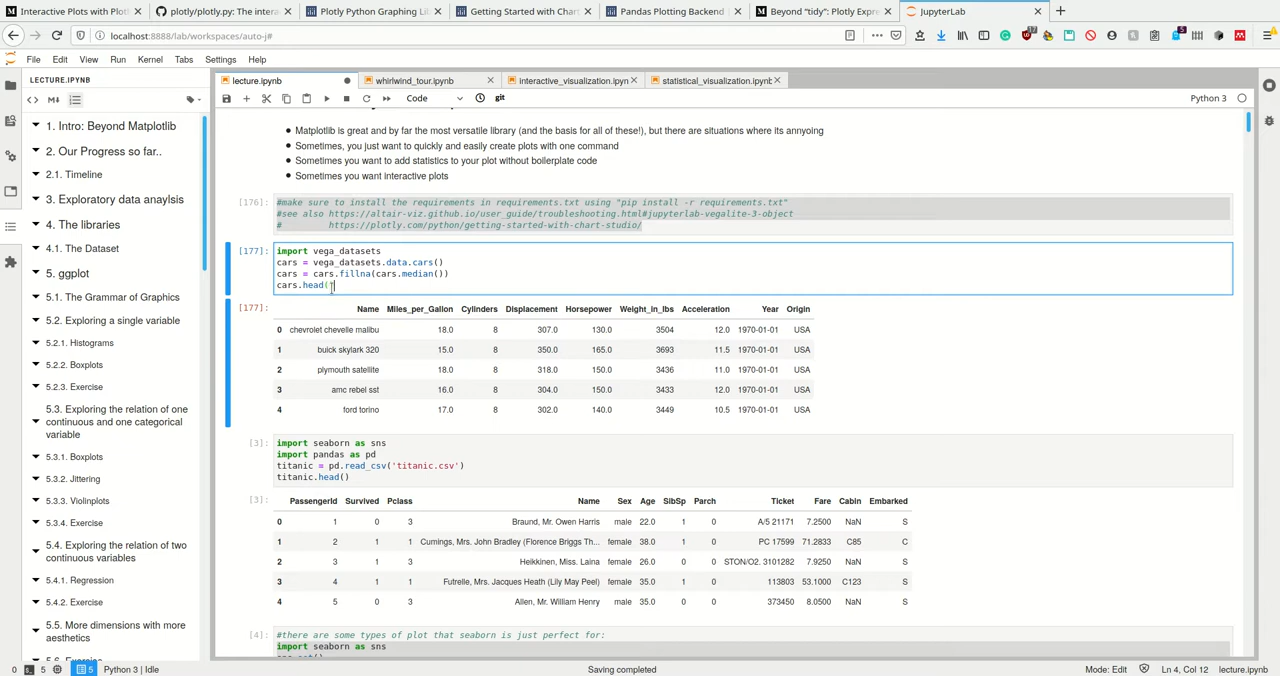 Interactive Plots with Plotl
plotly/plotly.py: The intera
Plotly Python Graphing Lib
Getting Started with Chart
Pandas Plotting Backend
Beyond "tidy": Plotly Expre
JupyterLab
localhost:8888/lab/workspaces/auto-j#
File Edit View Run Kernel Tabs Settings Help
LECTURE.IPYNB
lecture.ipynb
whirlwind_tour.ipynb
interactive_visualization.ipyn
statistical_visualization.ipynb
Code
git
Python 3
1. Intro: Beyond Matplotlib
2. Our Progress so far..
2.1. Timeline
3. Exploratory data anaylsis
4. The libraries
4.1. The Dataset
5. ggplot
5.1. The Grammar of Graphics
5.2. Exploring a single variable
5.2.1. Histograms
5.2.2. Boxplots
5.2.3. Exercise
5.3. Exploring the relation of one
continuous and one categorical
variable
5.3.1. Boxplots
5.3.2. Jittering
5.3.3. Violinplots
5.3.4. Exercise
5.4. Exploring the relation of two
continuous variables
5.4.1. Regression
5.4.2. Exercise
5.5. More dimensions with more
aesthetics
Matplotlib is great and by far the most versatile library (and the basis for all of these!), but there are situations where its annyoing
Sometimes, you just want to quickly and easily create plots with one command
Sometimes you want to add statistics to your plot without boilerplate code
Sometimes you want interactive plots
[176]: #make sure to install the requirements in requirements.txt using "pip install -r requirements.txt"
#see also https://altair-viz.github.io/user_guide/troubleshooting.html#jupyterlab-vegalite-3-object
# https://plotly.com/python/getting-started-with-chart-studio/
[177]: import vega_datasets
cars = vega_datasets.data.cars()
cars = cars.fillna(cars.median())
cars.head(
[177]: Name Miles_per_Gallon Cylinders Displacement Horsepower Weight_in_lbs Acceleration Year Origin
0 chevrolet chevelle malibu 18.0 8 307.0 130.0 3504 12.0 1970-01-01 USA
1 buick skylark 320 15.0 8 350.0 165.0 3693 11.5 1970-01-01 USA
2 plymouth satellite 18.0 8 318.0 150.0 3436 11.0 1970-01-01 USA
3 amc rebel sst 16.0 8 304.0 150.0 3433 12.0 1970-01-01 USA
4 ford torino 17.0 8 302.0 140.0 3449 10.5 1970-01-01 USA
[3]: import seaborn as sns
import pandas as pd
titanic = pd.read_csv('titanic.csv')
titanic.head()
[3]: PassengerId Survived Pclass Name Sex Age SibSp Parch Ticket Fare Cabin Embarked
0 1 0 3 Braund, Mr. Owen Harris male 22.0 1 0 A/5 21171 7.2500 NaN S
1 2 1 1 Cumings, Mrs. John Bradley (Florence Briggs Th... female 38.0 1 0 PC 17599 71.2833 C85 C
2 3 1 3 Heikkinen, Miss. Laina female 26.0 0 0 STON/O2. 3101282 7.9250 NaN S
3 4 1 1 Futrelle, Mrs. Jacques Heath (Lily May Peel) female 35.0 1 0 113803 53.1000 C123 S
4 5 0 3 Allen, Mr. William Henry male 35.0 0 0 373450 8.0500 NaN S
[4]: #there are some types of plot that seaborn is just perfect for:
import seaborn as sns
0 5 5 Python 3 | Idle
Saving completed
Mode: Edit
Ln 4, Col 12
lecture.ipynb